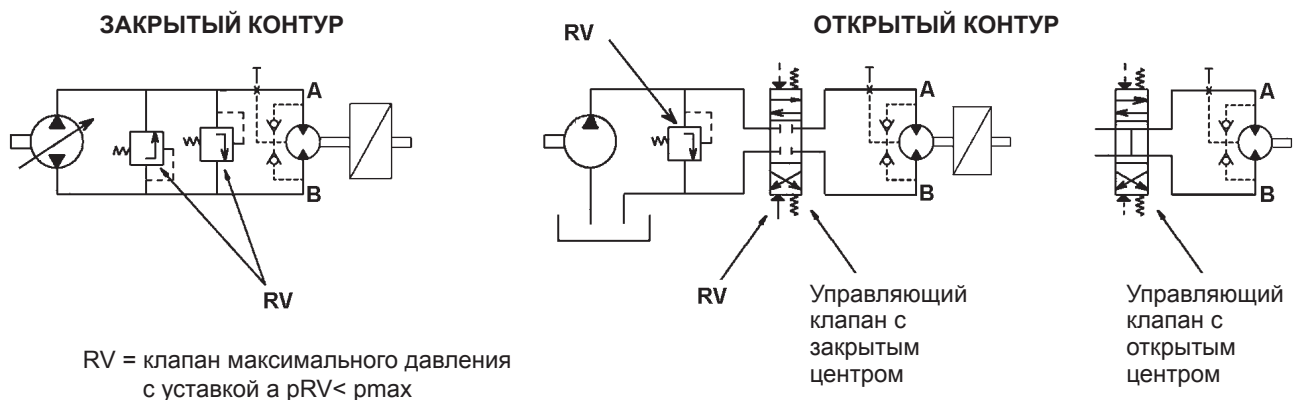 ЗАКРЫТЫЙ КОНТУР
A
B
RV
RV = клапан максимального давления
с уставкой а pRV< pmax
ОТКРЫТЫЙ КОНТУР
RV
A
B
RV
Управляющий
клапан с
закрытым
центром
A
B
Управляющий
клапан с
открытым
центром